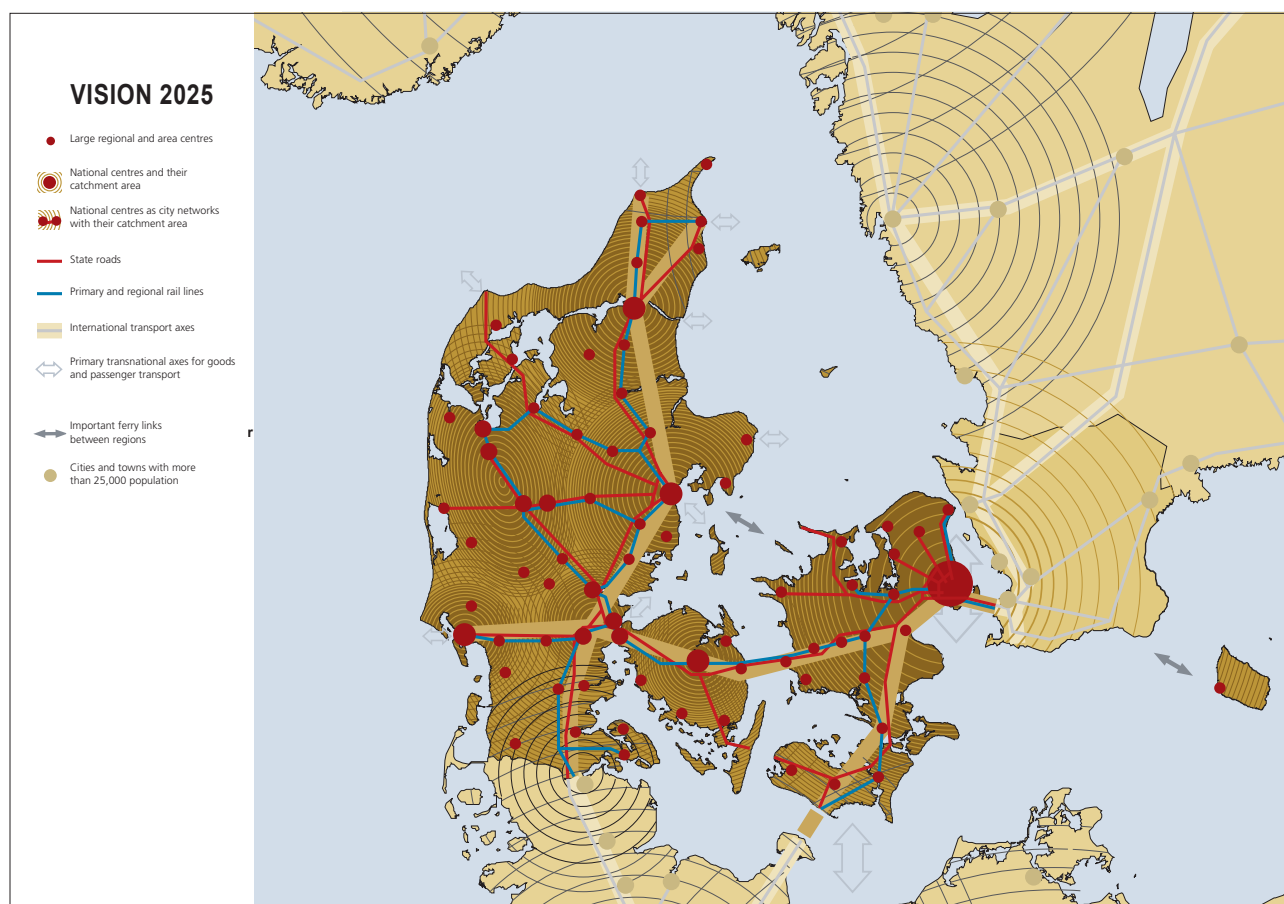 VISION 2025
Large regional and area centres
National centres and their
catchment area
National centres as city networks
with their catchment area
State roads
Primary and regional rail lines
International transport axes
Primary transnational axes for goods
and passenger transport
Important ferry links
between regions
r
Cities and towns with more
than 25,000 population